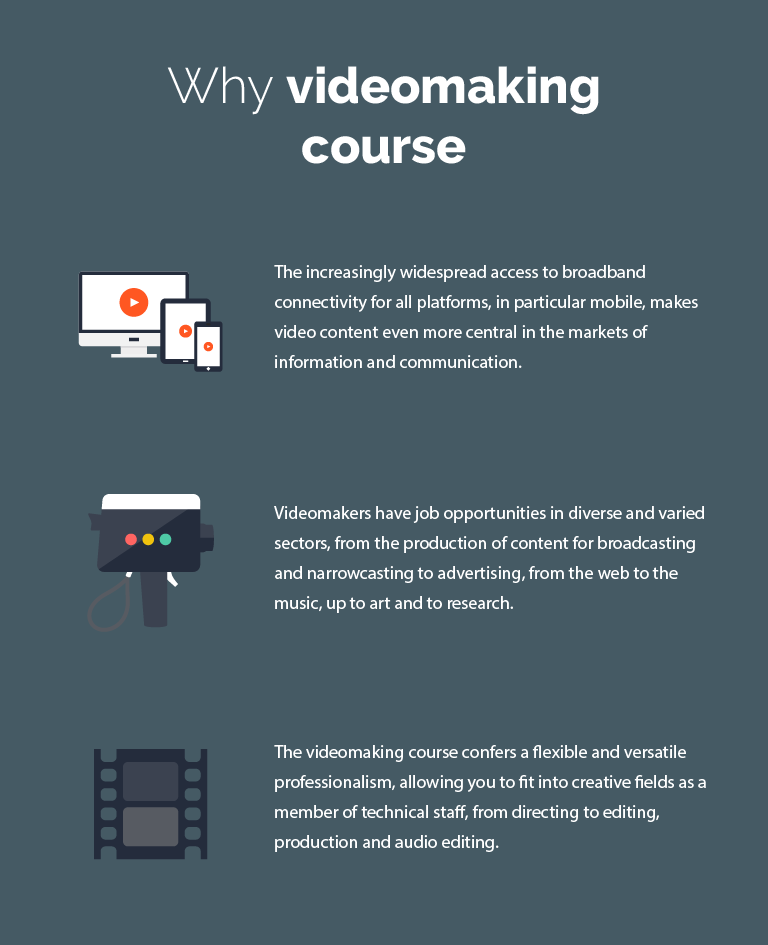 Why videomaking
course
The increasingly widespread access to broadband
connectivity for all platforms, in particular mobile, makes
video content even more central in the markets of
information and communication.
Videomakers have job opportunities in diverse and varied
sectors, from the production of content for broadcasting
and narrowcasting to advertising, from the web to the
music, up to art and to research.
The videomaking course confers a flexible and versatile
professionalism, allowing you to fit into creative fields as a
member of technical staff, from directing to editing,
production and audio editing.